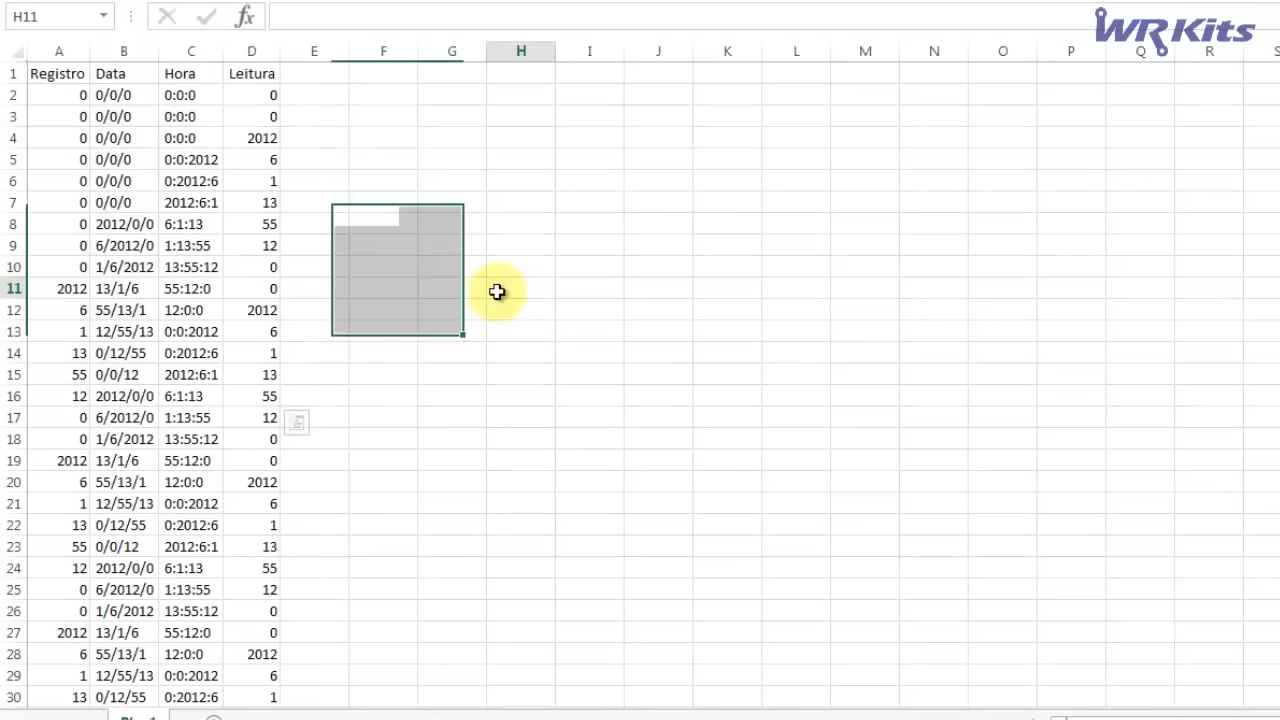 H11 fx
WR Kits
A B C D E F G H I J K L M N O P Q R S
1 Registro Data Hora Leitura
2 0 0/0/0 0:0:0 0
3 0 0/0/0 0:0:0 0
4 0 0/0/0 0:0:0 2012
5 0 0/0/0 0:0:2012 6
6 0 0/0/0 0:2012:6 1
7 0 0/0/0 2012:6:1 13
8 0 2012/0/0 6:1:13 55
9 0 6/2012/0 1:13:55 12
10 0 1/6/2012 13:55:12 0
11 2012 13/1/6 55:12:0 0
12 6 55/13/1 12:0:0 2012
13 1 12/55/13 0:0:2012 6
14 13 0/12/55 0:2012:6 1
15 55 0/0/12 2012:6:1 13
16 12 2012/0/0 6:1:13 55
17 0 6/2012/0 1:13:55 12
18 0 1/6/2012 13:55:12 0
19 2012 13/1/6 55:12:0 0
20 6 55/13/1 12:0:0 2012
21 1 12/55/13 0:0:2012 6
22 13 0/12/55 0:2012:6 1
23 55 0/0/12 2012:6:1 13
24 12 2012/0/0 6:1:13 55
25 0 6/2012/0 1:13:55 12
26 0 1/6/2012 13:55:12 0
27 2012 13/1/6 55:12:0 0
28 6 55/13/1 12:0:0 2012
29 1 12/55/13 0:0:2012 6
30 13 0/12/55 0:2012:6 1